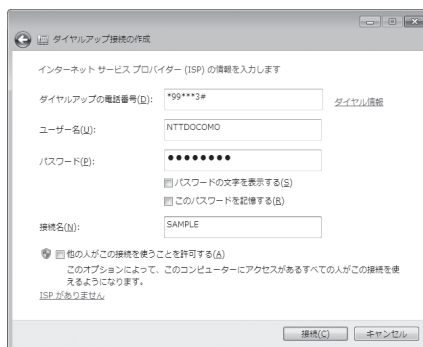 ダイヤルアップ接続の作成
インターネット サービス プロバイダー (ISP) の情報を入力します
ダイヤルアップの電話番号(D): *99***3# ダイヤル情報
ユーザー名(U): NTTDOCOMO
パスワード(P): ●●●●●●●●
パスワードの文字を表示する(S)
このパスワードを記憶する(R)
接続名(N): SAMPLE
他の人がこの接続を使うことを許可する(A)
このオプションによって、このコンピューターにアクセスがあるすべての人がこの接続を使
えるようになります。
ISP がありません
接続(C) キャンセル